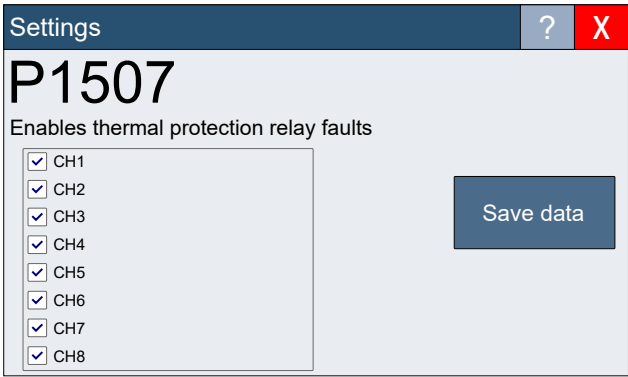 Settings ? X
P1507
Enables thermal protection relay faults
CH1
CH2
CH3
Save data
CH4
CH5
CH6
CH7
CH8